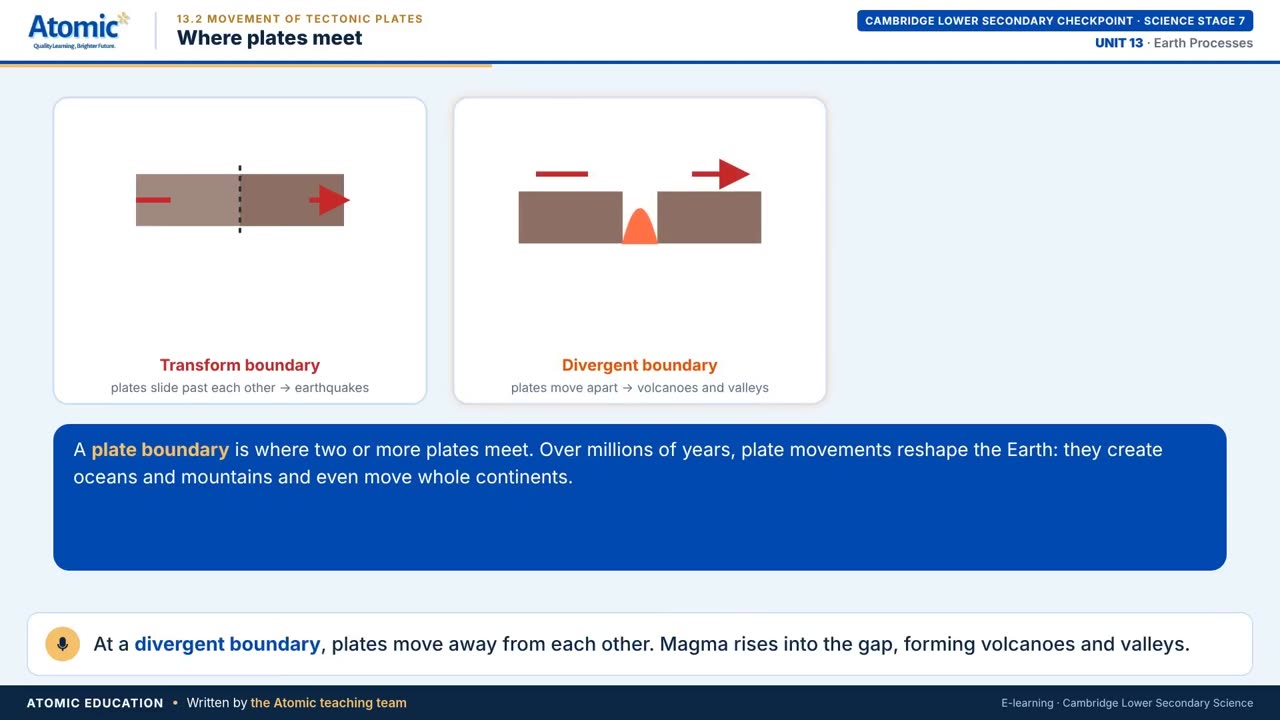 Atomic
Quality Learning, Brighter Future.
13.2 MOVEMENT OF TECTONIC PLATES
Where plates meet
CAMBRIDGE LOWER SECONDARY CHECKPOINT · SCIENCE STAGE 7
UNIT 13 · Earth Processes
Transform boundary
plates slide past each other → earthquakes
Divergent boundary
plates move apart → volcanoes and valleys
A plate boundary is where two or more plates meet. Over millions of years, plate movements reshape the Earth: they create
oceans and mountains and even move whole continents.
At a divergent boundary, plates move away from each other. Magma rises into the gap, forming volcanoes and valleys.
ATOMIC EDUCATION • Written by the Atomic teaching team
E-learning · Cambridge Lower Secondary Science